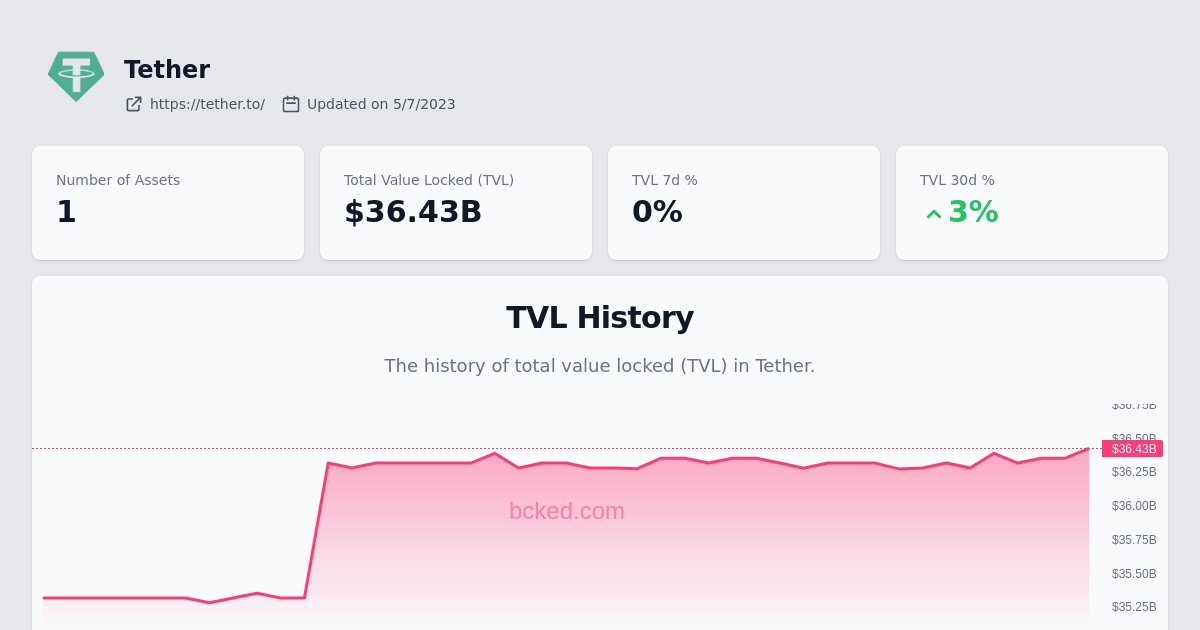 Tether
https://tether.to/ Updated on 5/7/2023
Number of Assets
1
Total Value Locked (TVL)
$36.43B
TVL 7d %
0%
TVL 30d %
3%
TVL History
The history of total value locked (TVL) in Tether.
$36.75B
$36.50B
$36.43B
$36.25B
$36.00B
$35.75B
$35.50B
$35.25B
bcked.com